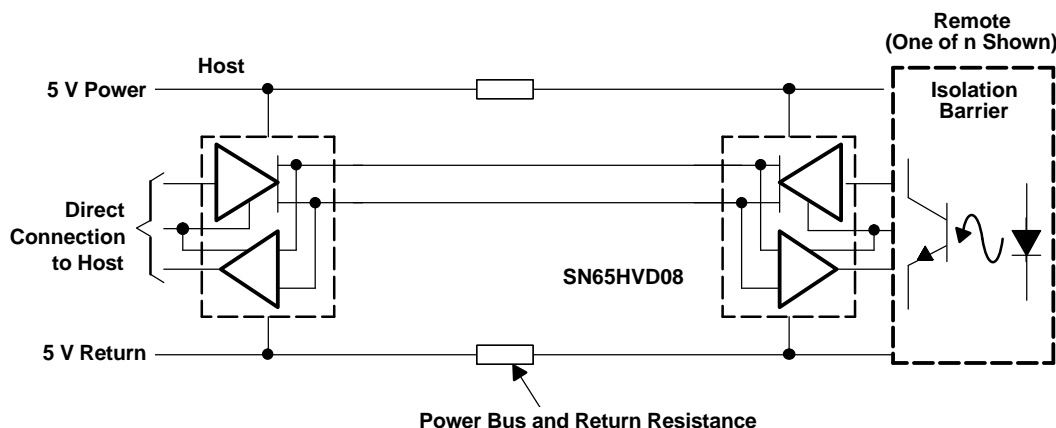 Remote
(One of n Shown)
Host
5 V Power
Isolation
Barrier
Direct
Connection
to Host
SN65HVD08
5 V Return
Power Bus and Return Resistance